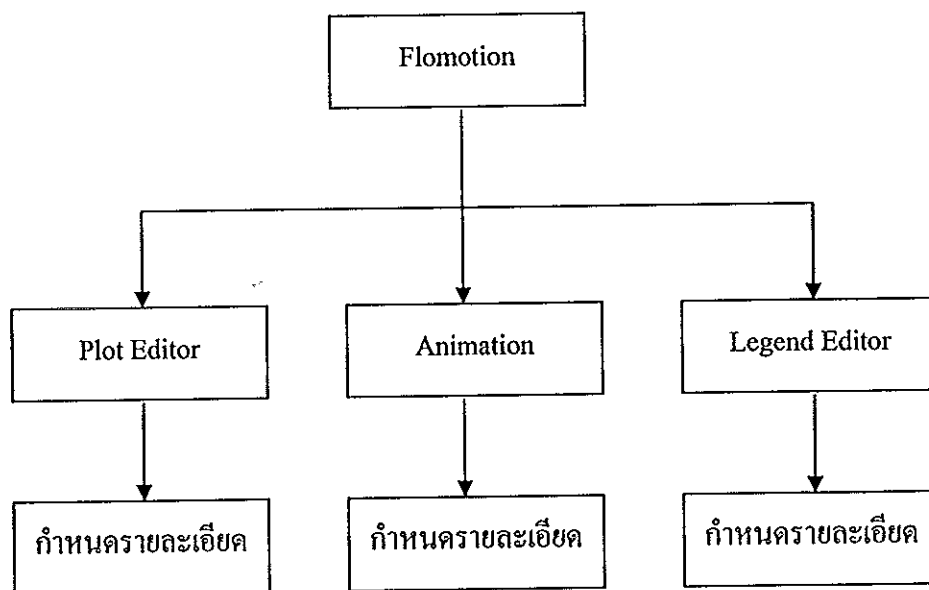 Flomotion
Plot Editor
Animation
Legend Editor
กำหนดรายละเอียด
กำหนดรายละเอียด
กำหนดรายละเอียด